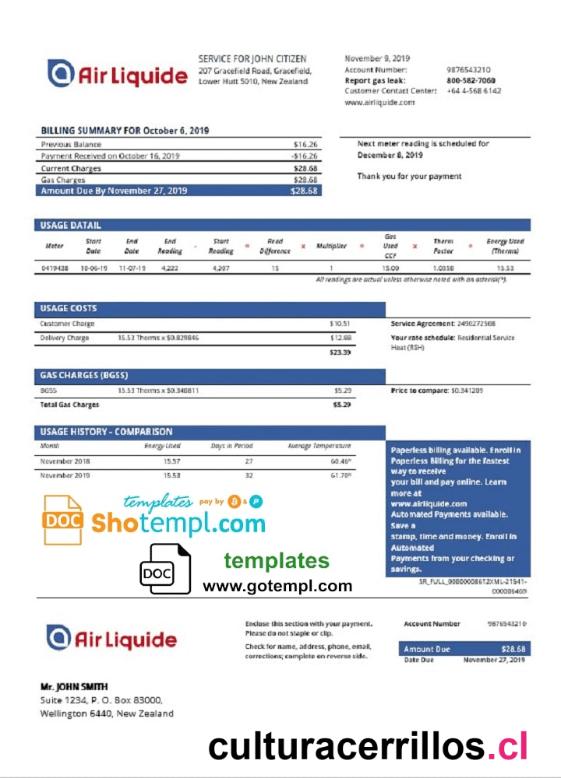 Air Liquide
SERVICE FOR JOHN CITIZEN
207 Gracefield Road, Gracefield,
Lower Hutt 5010, New Zealand
November 9, 2019
Account Number: 9876543210
Report gas leak: 800-582-7060
Customer Contact Center: +64 4-568 6142
www.airliquide.com
BILLING SUMMARY FOR October 6, 2019
Previous Balance $16.26
Payment Received on October 16, 2019 -$16.26
Current Charges $28.68
Gas Charges $28.68
Amount Due By November 27, 2019 $28.68
Next meter reading is scheduled for
December 8, 2019
Thank you for your payment
USAGE DATAIL
Meter Start Date End Date End Reading - Start Reading = Read Difference x Multiplier = Gas Used CCF x Therm Factor = Energy Used (Therms)
0419438 10-06-19 11-07-19 4,222 4,207 15 1 15.00 1.0358 15.53
All readings are actual unless otherwise noted with an asterisk(*).
USAGE COSTS
Customer Charge $10.51
Delivery Charge 15.53 Therms x $0.829846 $12.88
$23.39
Service Agreement: 2490272508
Your rate schedule: Residential Service
Heat (RSH)
GAS CHARGES (BGSS)
BGSS 15.53 Therms x $0.340811 $5.29
Total Gas Charges $5.29
Price to compare: $0.341209
USAGE HISTORY - COMPARISON
Month Energy Used Days in Period Average Temperature
November 2018 15.57 27 60.46°
November 2019 15.53 32 61.70°
Paperless billing available. Enroll in
Paperless Billing for the fastest
way to receive
your bill and pay online. Learn
more at
www.airliquide.com
Automated Payments available.
Save a
stamp, time and money. Enroll in
Automated
Payments from your checking or
savings.
templates pay by
DOC Shotempl.com
DOC templates
www.gotempl.com
Air Liquide
Enclose this section with your payment.
Please do not staple or clip.
Check for name, address, phone, email,
corrections; complete on reverse side.
Account Number 9876543210
Amount Due $28.68
Date Due November 27, 2019
Mr. JOHN SMITH
Suite 1234, P. O. Box 83000,
Wellington 6440, New Zealand
culturacerrillos.cl